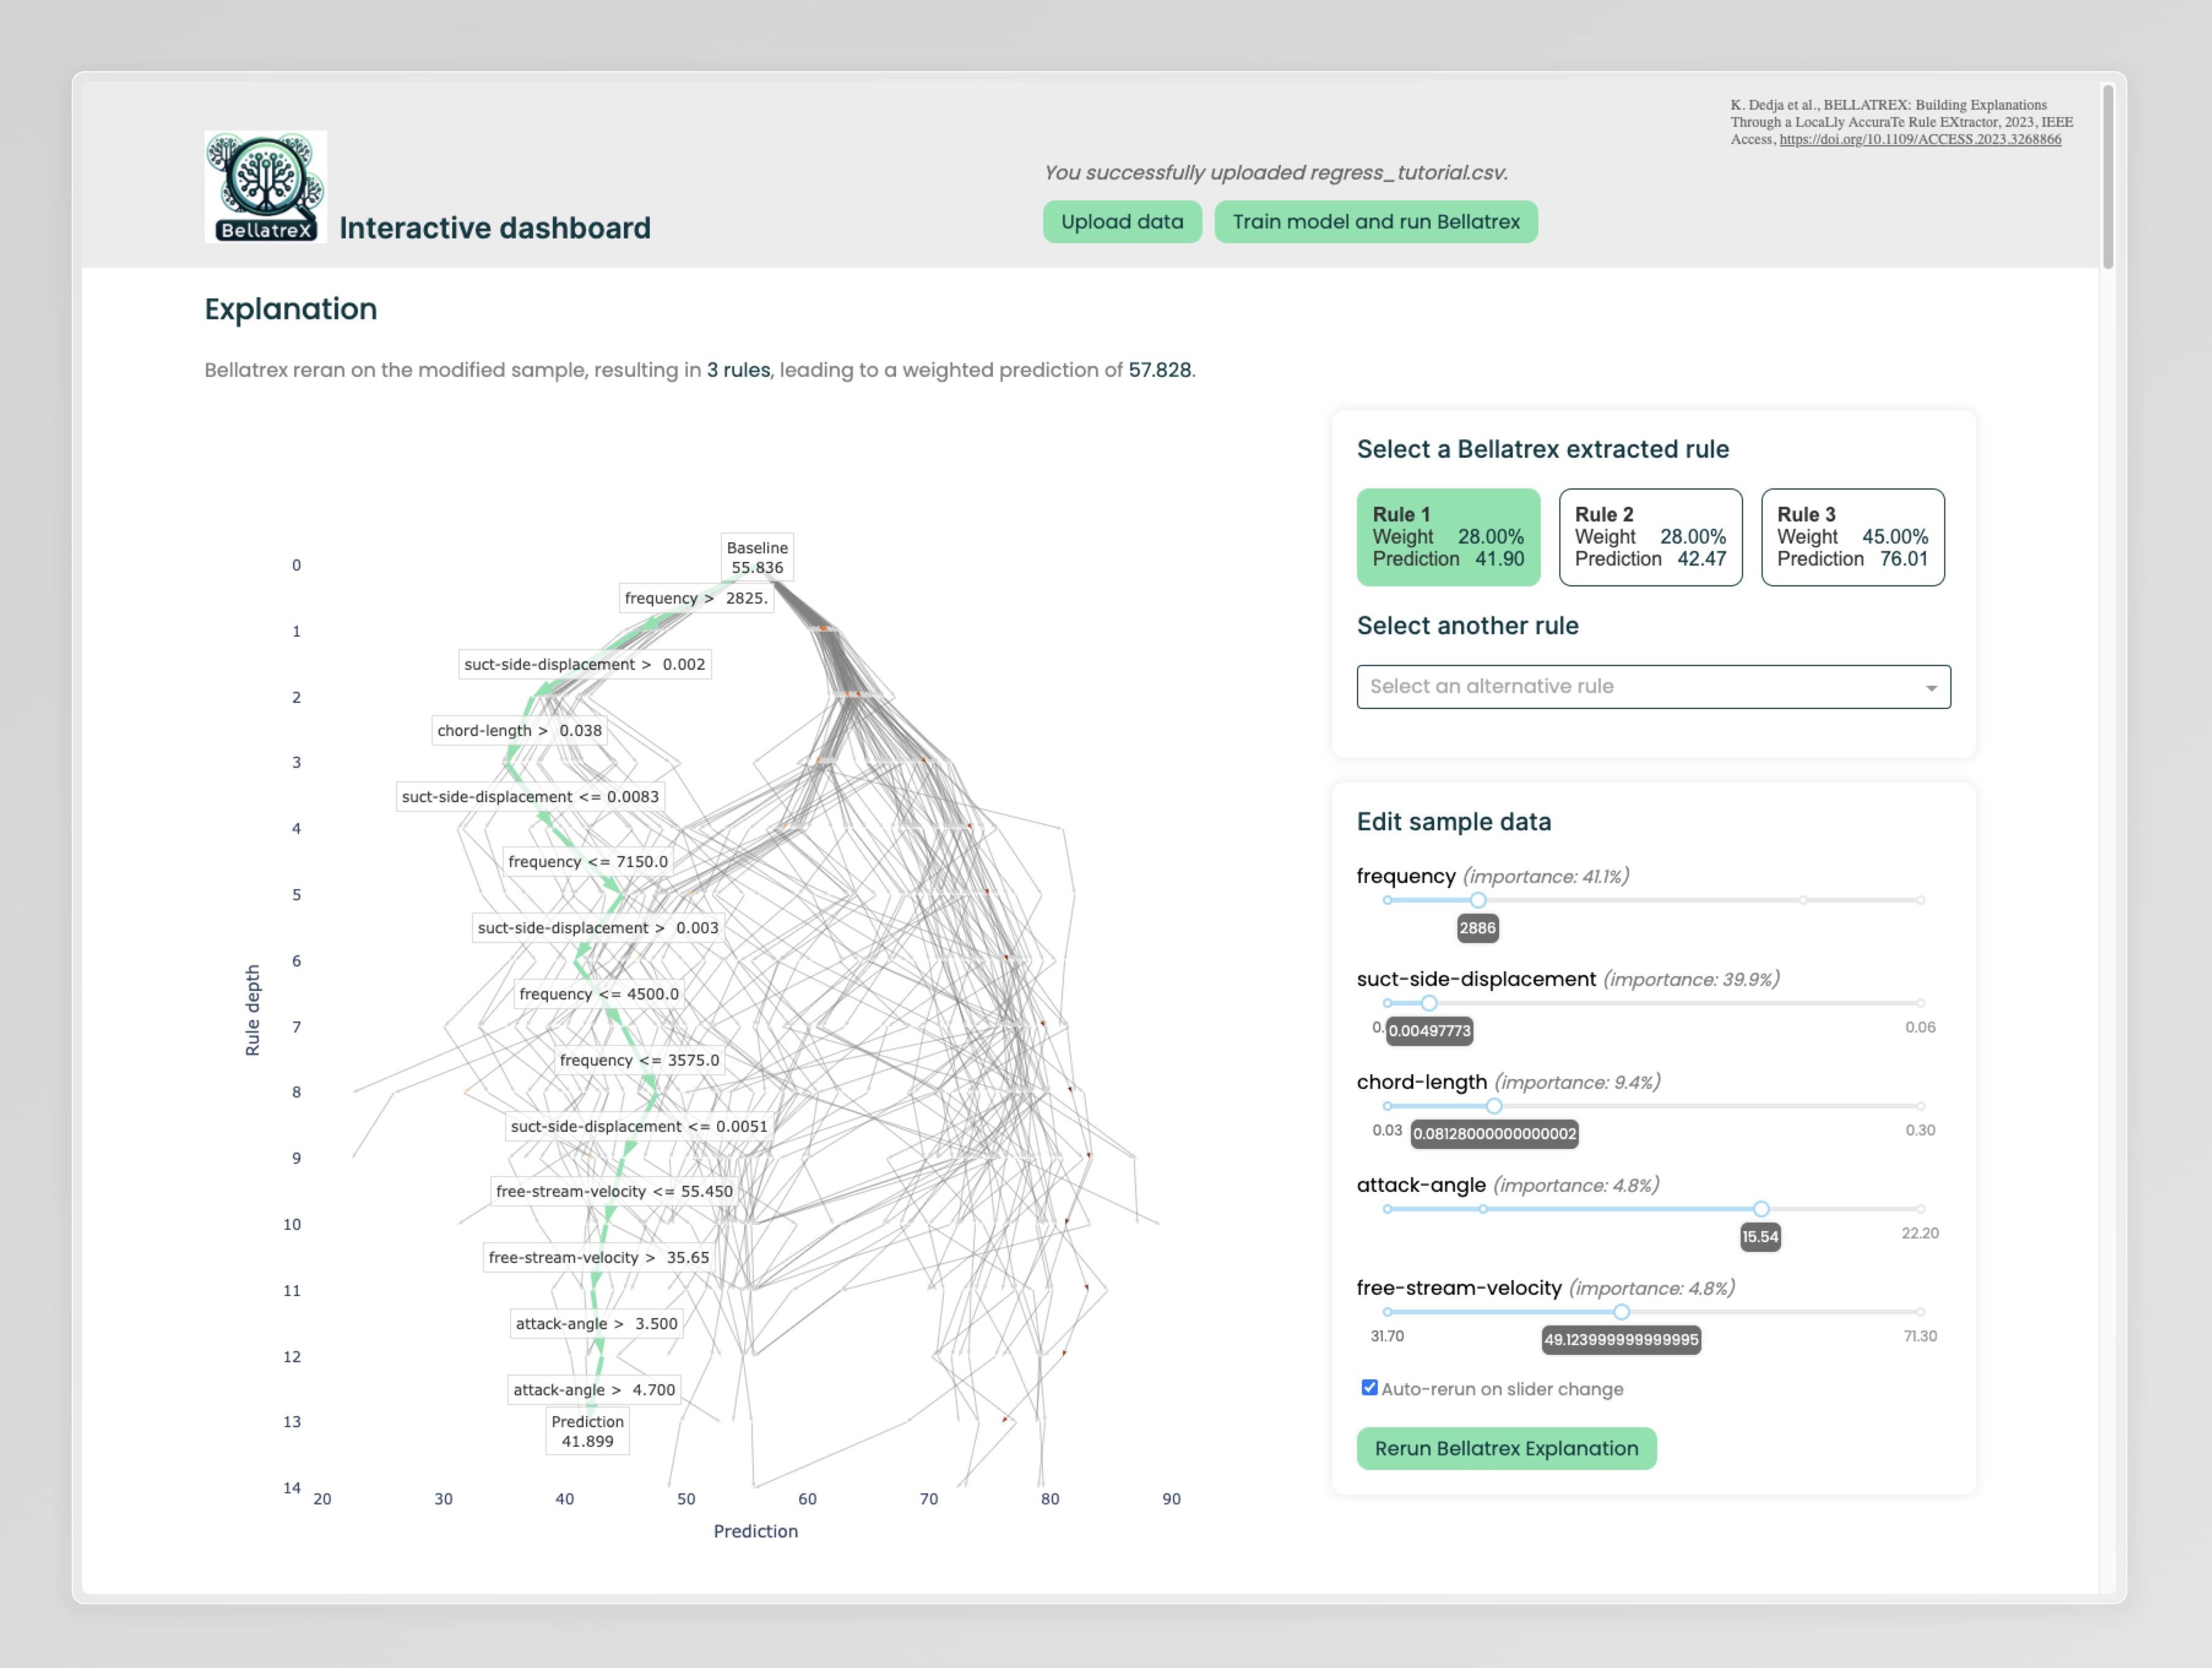 K. Dedja et al., BELLATREX: Building Explanations
Through a LocaLly AccuraTe Rule EXtractor, 2023, IEEE
Access, https://doi.org/10.1109/ACCESS.2023.3268866
BellatreX
Interactive dashboard
You successfully uploaded regress_tutorial.csv.
Upload data
Train model and run Bellatrex
Explanation
Bellatrex reran on the modified sample, resulting in 3 rules, leading to a weighted prediction of 57.828.
Rule depth
0
1
2
3
4
5
6
7
8
9
10
11
12
13
14
Baseline
55.836
frequency > 2825.
suct-side-displacement > 0.002
chord-length > 0.038
suct-side-displacement <= 0.0083
frequency <= 7150.0
suct-side-displacement > 0.003
frequency <= 4500.0
frequency <= 3575.0
suct-side-displacement <= 0.0051
free-stream-velocity <= 55.450
free-stream-velocity > 35.65
attack-angle > 3.500
attack-angle > 4.700
Prediction
41.899
20 30 40 50 60 70 80 90
Prediction
Select a Bellatrex extracted rule
Rule 1
Weight 28.00%
Prediction 41.90
Rule 2
Weight 28.00%
Prediction 42.47
Rule 3
Weight 45.00%
Prediction 76.01
Select another rule
Select an alternative rule
Edit sample data
frequency (importance: 41.1%)
2886
suct-side-displacement (importance: 39.9%)
0. 0.00497773 0.06
chord-length (importance: 9.4%)
0.03 0.08128000000000002 0.30
attack-angle (importance: 4.8%)
15.54 22.20
free-stream-velocity (importance: 4.8%)
31.70 49.123999999999995 71.30
Auto-rerun on slider change
Rerun Bellatrex Explanation